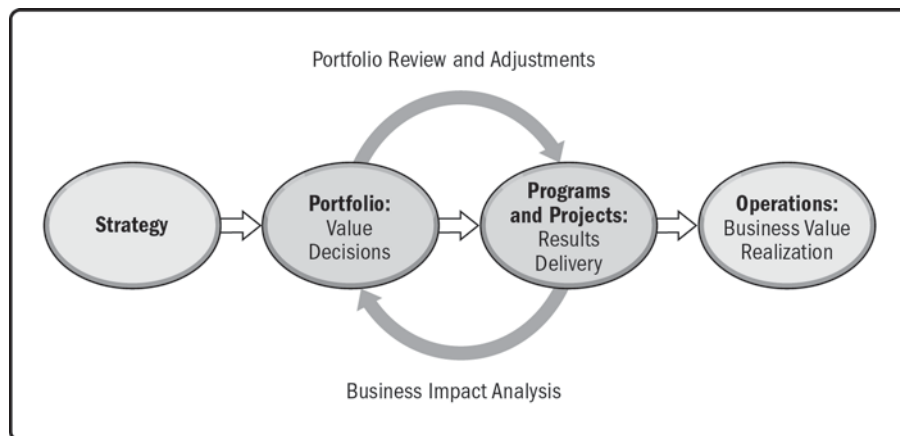 Portfolio Review and Adjustments
Strategy
Portfolio:
Value
Decisions
Programs
and Projects:
Results
Delivery
Operations:
Business Value
Realization
Business Impact Analysis